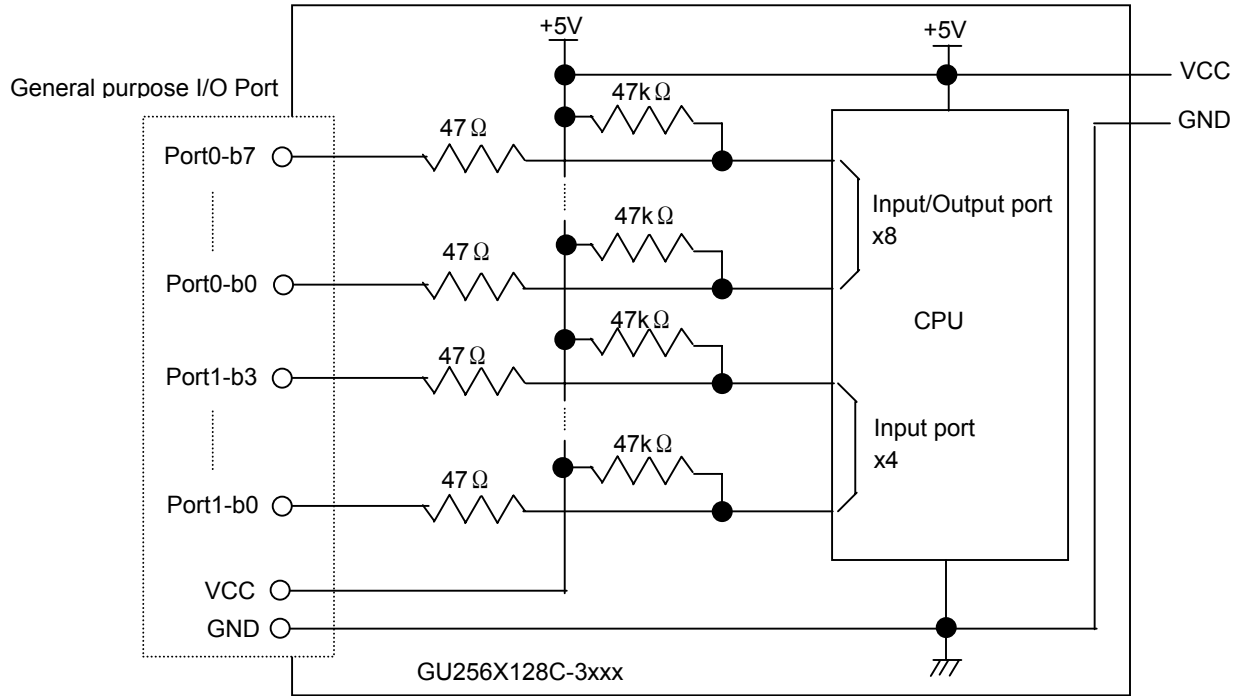 +5V
+5V
VCC
General purpose I/O Port
47kΩ
GND
47Ω
Port0-b7
Input/Output port
x8
47kΩ
47Ω
Port0-b0
47kΩ
CPU
47Ω
Port1-b3
Input port
x4
47kΩ
47Ω
Port1-b0
VCC
GND
GU256X128C-3xxx